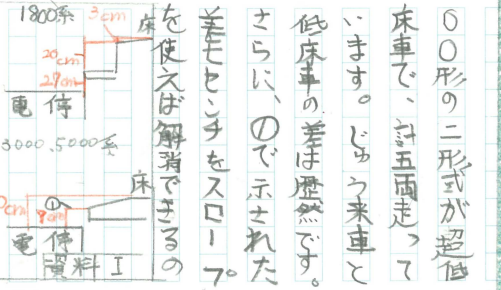 〇〇形の二形式が超低
床車で、計五両走って
います。じゅう来車と
低床車の差は歴然です。
さらに、①で示された
差七センチをスロープ
を使えば解消できるの
1800系
3cm
床
20cm
27cm
電停
3000,5000系
床
①
電停
資料I